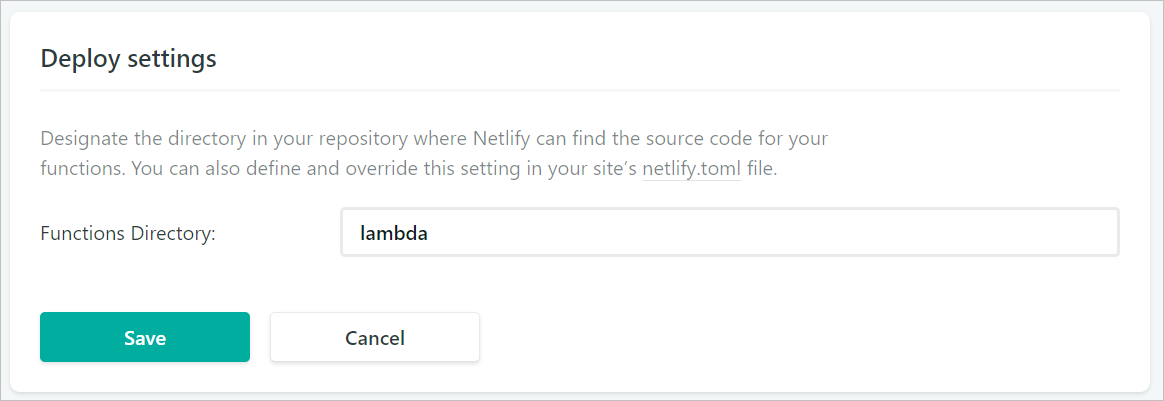 Deploy settings
Designate the directory in your repository where Netlify can find the source code for your
functions. You can also define and override this setting in your site’s netlify.toml file.
Functions Directory:
lambda
Save
Cancel